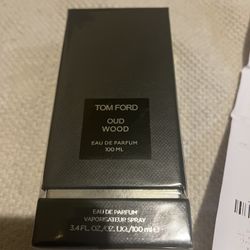 TOM FORD
OUD
WOOD
EAU DE PARFUM
100 ML
EAU DE PARFUM
VAPORISATEUR SPRAY
3.4 FL. OZ./OZ. LIQ./100 ml ℮